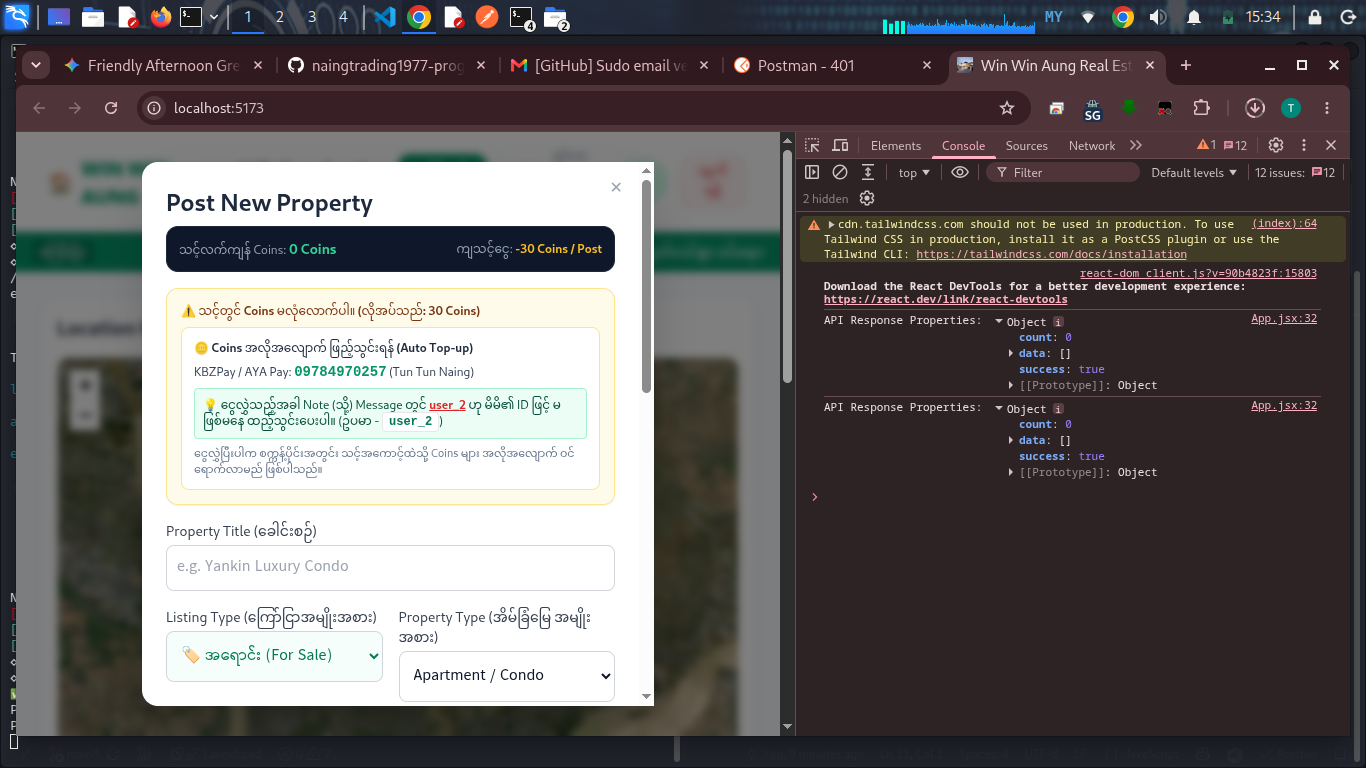 1 2 3 4
4
2
MY
15:34
Friendly Afternoon Gre
naingtrading1977-prog
[GitHub] Sudo email ve
Postman - 401
Win Win Aung Real Est
localhost:5173
SG
T
Post New Property
သင့်လက်ကျန် Coins: 0 Coins
ကျသင့်ငွေ: -30 Coins / Post
⚠️ သင့်တွင် Coins မလုံလောက်ပါ။ (လိုအပ်သည်: 30 Coins)
🪙 Coins အလိုအလျောက် ဖြည့်သွင်းရန် (Auto Top-up)
KBZPay / AYA Pay: 09784970257 (Tun Tun Naing)
💡 ငွေလွှဲသည့်အခါ Note (သို့) Message တွင် user_2 ဟု မိမိ၏ ID ဖြင့် မ
ဖြစ်မနေ ထည့်သွင်းပေးပါ။ (ဥပမာ - user_2 )
ငွေလွှဲပြီးပါက စက္ကန့်ပိုင်းအတွင်း သင့်အကောင့်ထဲသို့ Coins များ အလိုအလျောက် ဝင်
ရောက်လာမည် ဖြစ်ပါသည်။
Property Title (ခေါင်းစဉ်)
e.g. Yankin Luxury Condo
Listing Type (ကြော်ငြာအမျိုးအစား)
🏷️ အရောင်း (For Sale)
Property Type (အိမ်ခြံမြေ အမျိုး
အစား)
Apartment / Condo
Elements Console Sources Network
1 12
top
Filter
Default levels
12 issues: 12
2 hidden
cdn.tailwindcss.com should not be used in production. To use (index):64
Tailwind CSS in production, install it as a PostCSS plugin or use the
Tailwind CLI: https://tailwindcss.com/docs/installation
react-dom_client.js?v=90b4823f:15803
Download the React DevTools for a better development experience:
https://react.dev/link/react-devtools
API Response Properties: Object App.jsx:32
count: 0
data: []
success: true
[[Prototype]]: Object
API Response Properties: Object App.jsx:32
count: 0
data: []
success: true
[[Prototype]]: Object